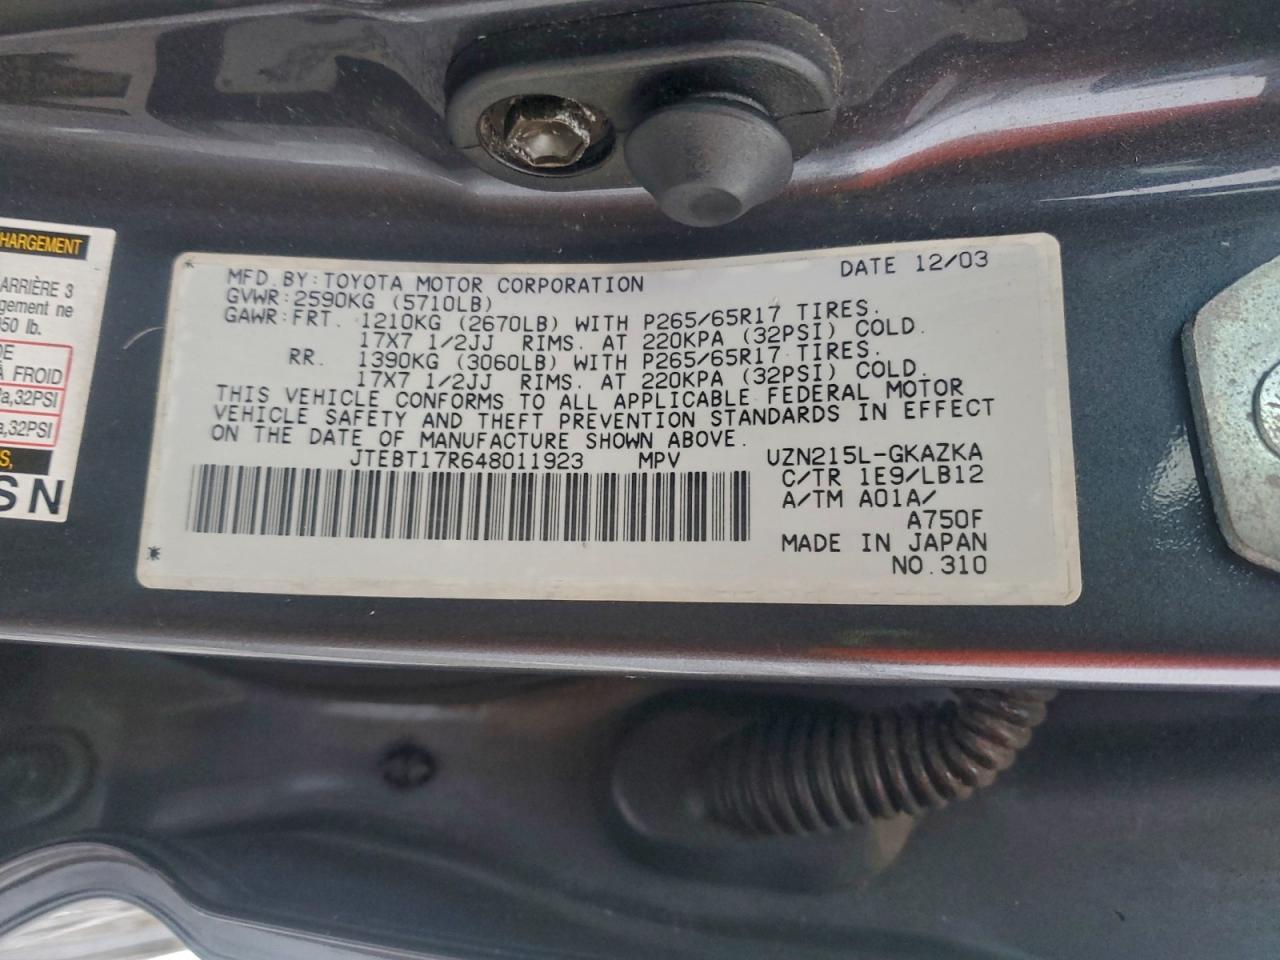 HARGEMENT
ARRIÈRE 3
gement ne
50 lb.
DE
À FROID
a,32PSI
a,32PSI
S,
SN
MFD.BY:TOYOTA MOTOR CORPORATION DATE 12/03
GVWR:2590KG (5710LB)
GAWR:FRT. 1210KG (2670LB) WITH P265/65R17 TIRES.
17X7 1/2JJ RIMS. AT 220KPA (32PSI) COLD.
RR. 1390KG (3060LB) WITH P265/65R17 TIRES.
17X7 1/2JJ RIMS. AT 220KPA (32PSI) COLD.
THIS VEHICLE CONFORMS TO ALL APPLICABLE FEDERAL MOTOR
VEHICLE SAFETY AND THEFT PREVENTION STANDARDS IN EFFECT
ON THE DATE OF MANUFACTURE SHOWN ABOVE.
JTEBT17R648011923 MPV UZN215L-GKAZKA
C/TR 1E9/LB12
A/TM A01A/
A750F
MADE IN JAPAN
NO.310